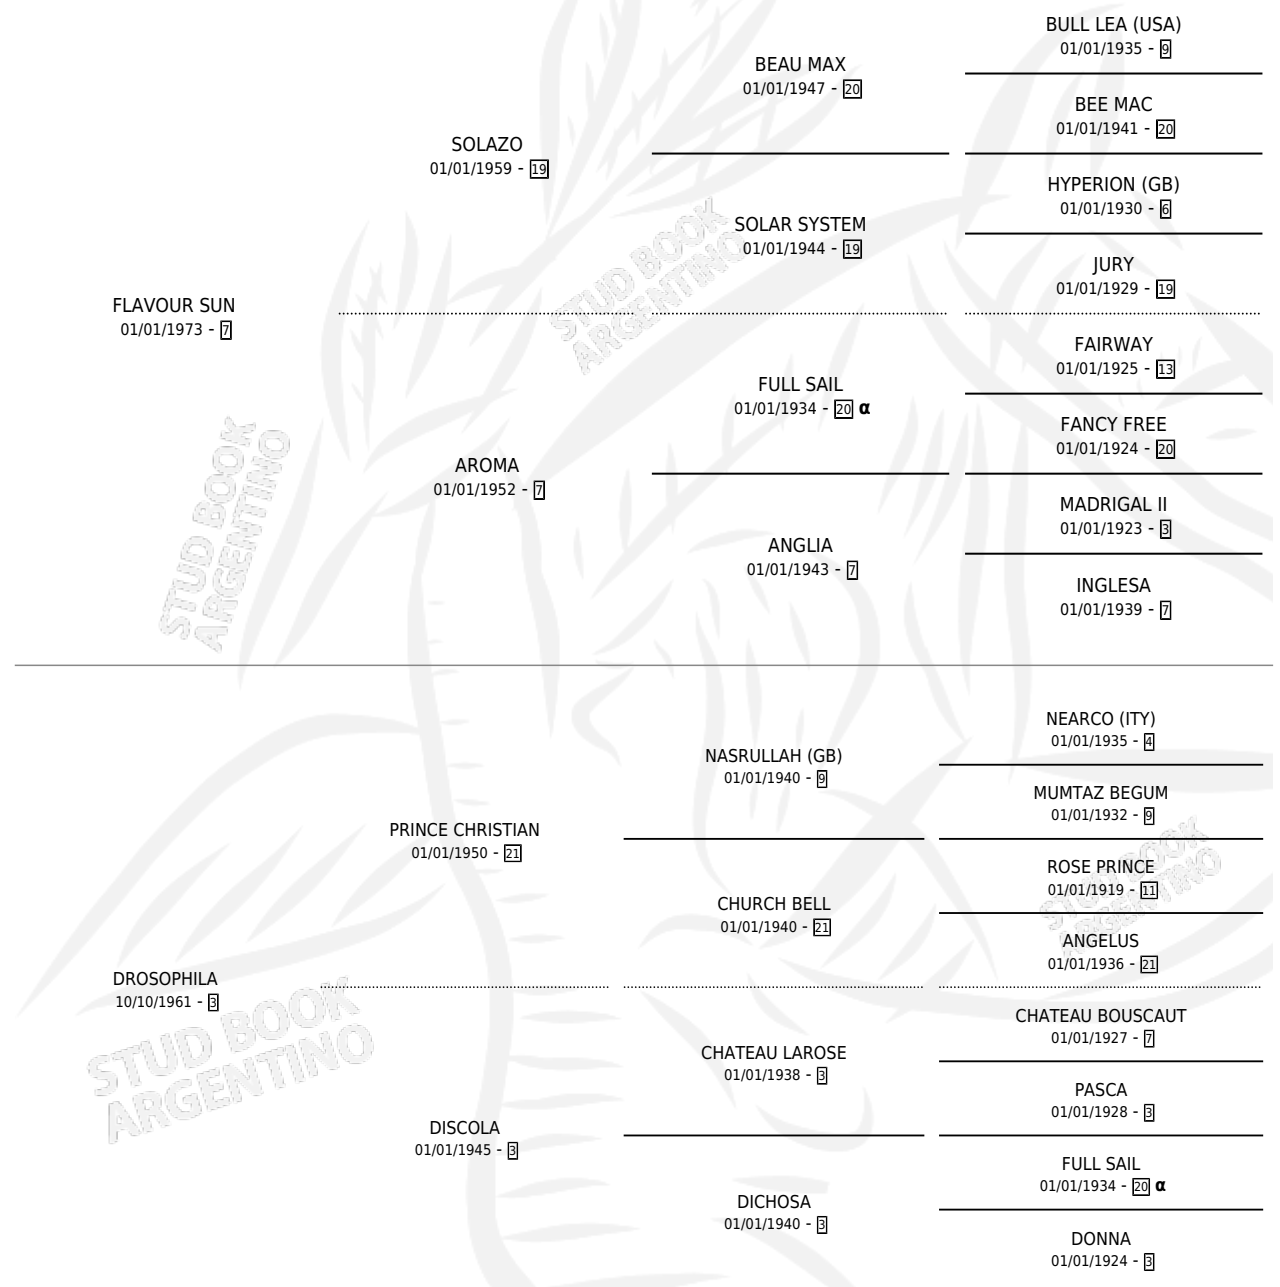 BULL LEA (USA)
01/01/1935 - 9
BEAU MAX
01/01/1947 - 20
BEE MAC
01/01/1941 - 20
SOLAZO
01/01/1959 - 19
HYPERION (GB)
01/01/1930 - 6
SOLAR SYSTEM
01/01/1944 - 19
JURY
01/01/1929 - 19
FLAVOUR SUN
01/01/1973 - 7
FAIRWAY
01/01/1925 - 13
FULL SAIL
01/01/1934 - 20 α
FANCY FREE
01/01/1924 - 20
AROMA
01/01/1952 - 7
MADRIGAL II
01/01/1923 - 3
ANGLIA
01/01/1943 - 7
INGLESA
01/01/1939 - 7
NEARCO (ITY)
01/01/1935 - 4
NASRULLAH (GB)
01/01/1940 - 9
MUMTAZ BEGUM
01/01/1932 - 9
PRINCE CHRISTIAN
01/01/1950 - 21
ROSE PRINCE
01/01/1919 - 11
CHURCH BELL
01/01/1940 - 21
ANGELUS
01/01/1936 - 21
DROSOPHILA
10/10/1961 - 3
CHATEAU BOUSCAUT
01/01/1927 - 7
CHATEAU LAROSE
01/01/1938 - 3
PASCA
01/01/1928 - 3
DISCOLA
01/01/1945 - 3
FULL SAIL
01/01/1934 - 20 α
DICHOSA
01/01/1940 - 3
DONNA
01/01/1924 - 3
STUD BOOK
ARGENTINO
STUD BOOK
ARGENTINO
STUD BOOK
ARGENTINO
STUD BOOK
ARGENTINO